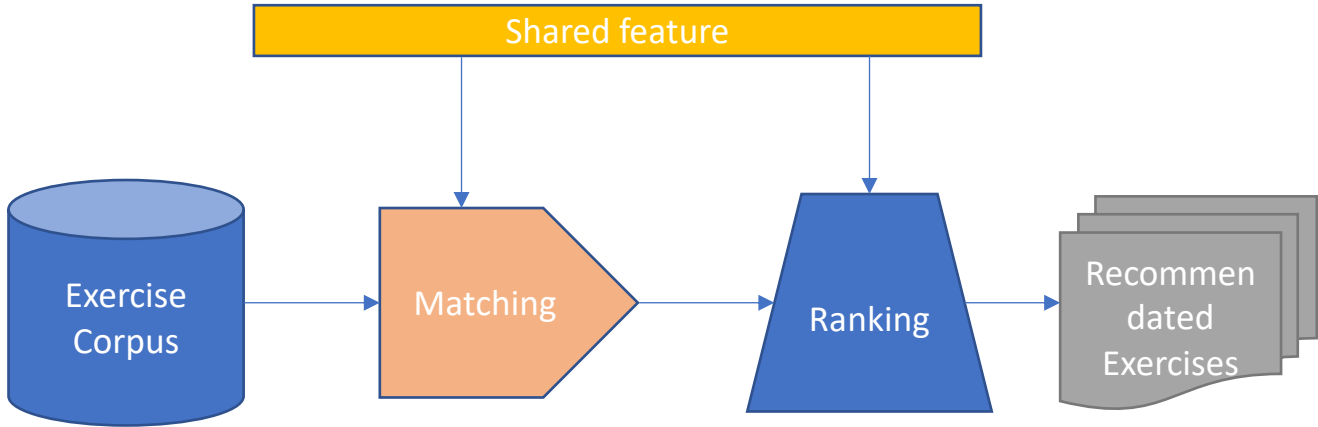 Shared feature
Exercise
Corpus
Matching
Ranking
Recommen
dated
Exercises